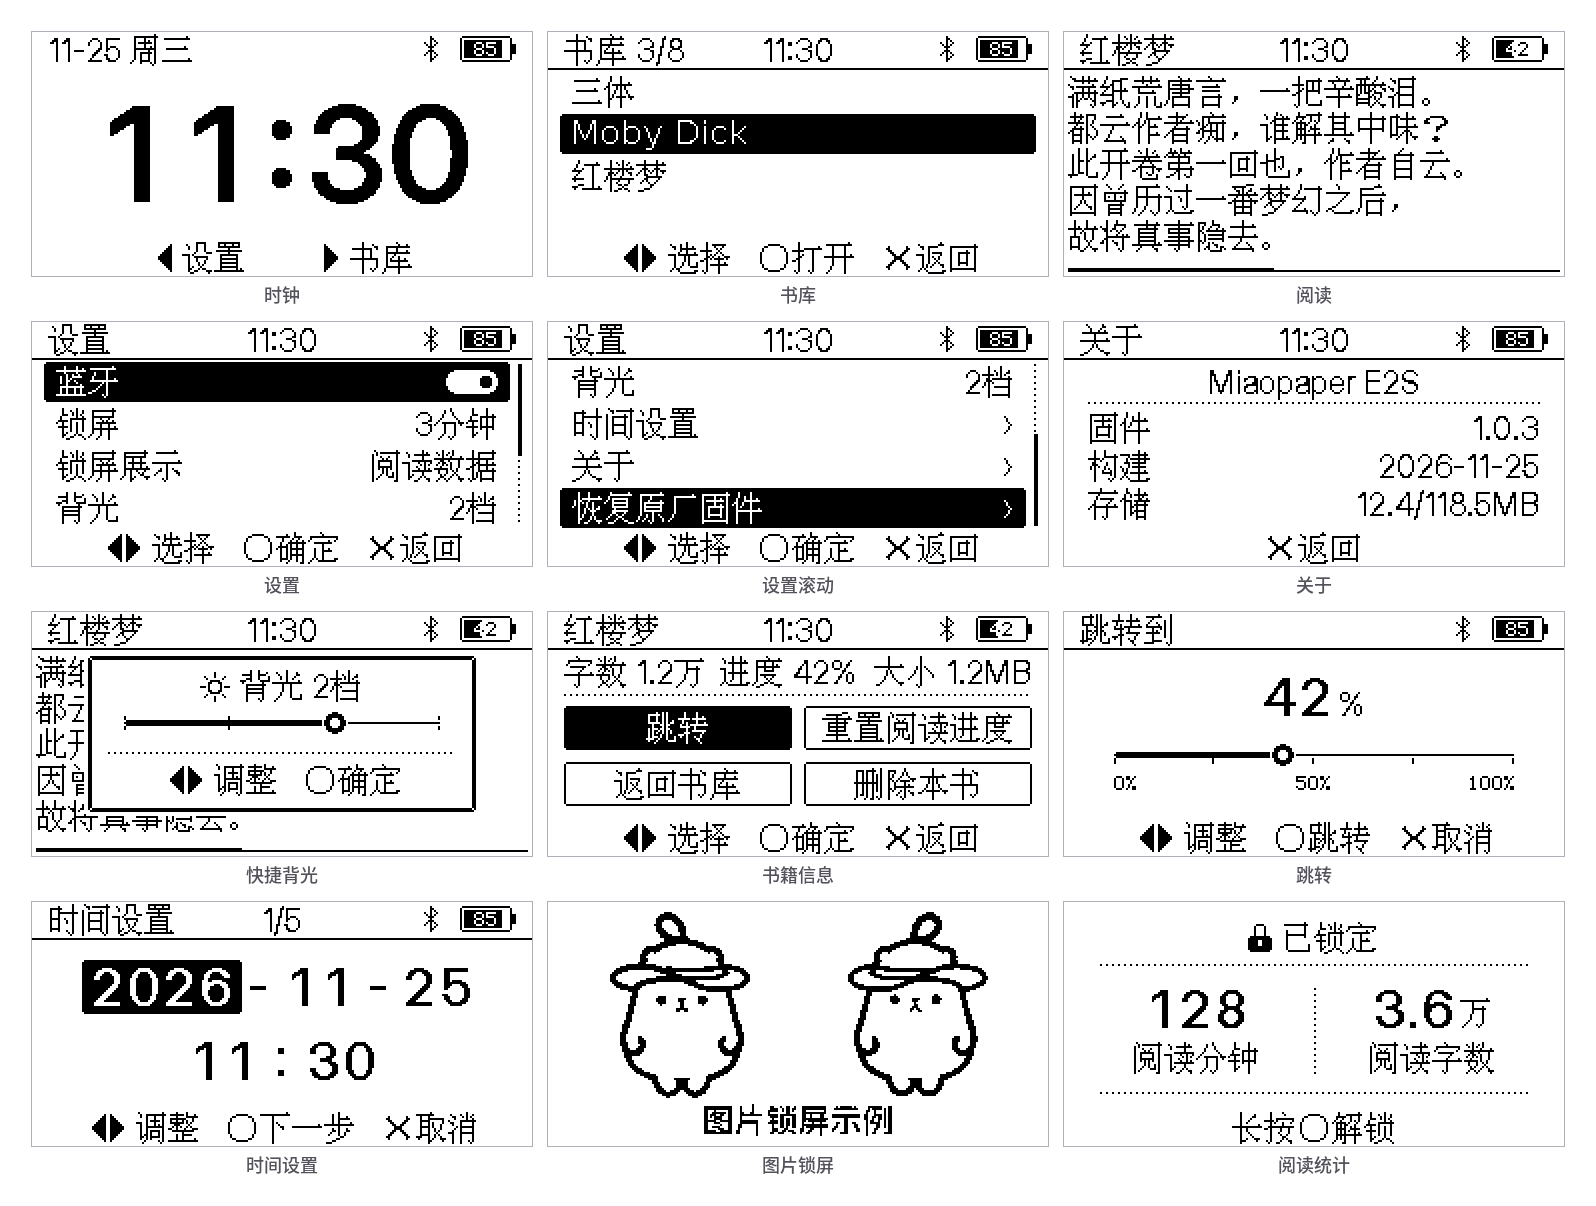 11-25 周三 85
11:30
设置 书库
时钟
书库 3/8 11:30 85
三体
Moby Dick
红楼梦
选择 ○打开 ×返回
书库
红楼梦 11:30 42
满纸荒唐言，一把辛酸泪。
都云作者痴，谁解其中味？
此开卷第一回也，作者自云。
因曾历过一番梦幻之后，
故将真事隐去。
阅读
设置 11:30 85
蓝牙
锁屏 3分钟
锁屏展示 阅读数据
背光 2档
选择 ○确定 ×返回
设置
设置 11:30 85
背光 2档
时间设置 >
关于 >
恢复原厂固件 >
选择 ○确定 ×返回
设置滚动
关于 11:30 85
Miaopaper E2S
固件 1.0.3
构建 2026-11-25
存储 12.4/118.5MB
×返回
关于
红楼梦 11:30 42
满纸
都云
此开
因曾
背光 2档
调整 ○确定
故将真事隐去。
快捷背光
红楼梦 11:30 42
字数 1.2万 进度 42% 大小 1.2MB
跳转 重置阅读进度
返回书库 删除本书
选择 ○确定 ×返回
书籍信息
跳转到 85
42 %
0% 50% 100%
调整 ○跳转 ×取消
跳转
时间设置 1/5 85
2026 - 11 - 25
11 : 30
调整 ○下一步 ×取消
时间设置
图片锁屏示例
图片锁屏
已锁定
128 3.6万
阅读分钟 阅读字数
长按○解锁
阅读统计